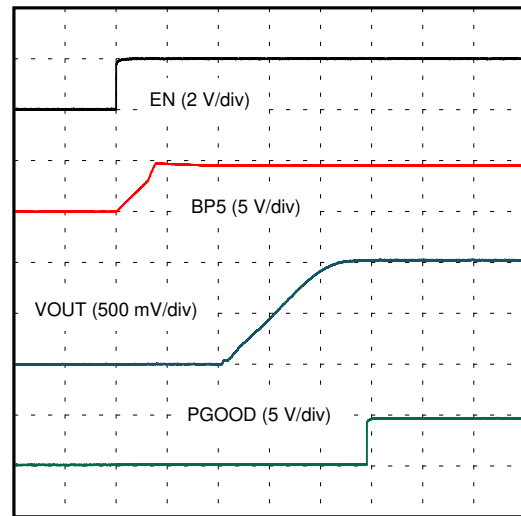 EN (2 V/div)
BP5 (5 V/div)
VOUT (500 mV/div)
PGOOD (5 V/div)